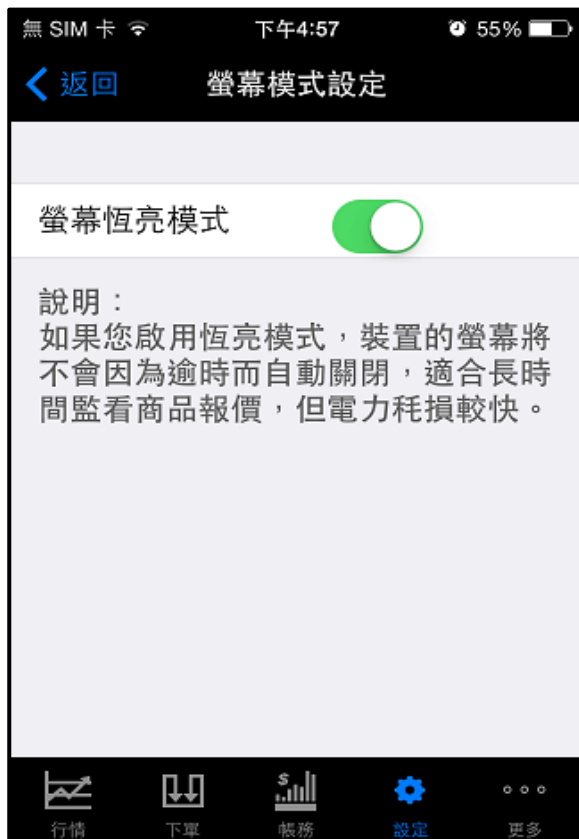 無 SIM 卡 下午4:57 55%
返回 螢幕模式設定
螢幕恆亮模式
說明：
如果您啟用恆亮模式，裝置的螢幕將
不會因為逾時而自動關閉，適合長時
間監看商品報價，但電力秏損較快。
行情 下單 帳務 設定 更多